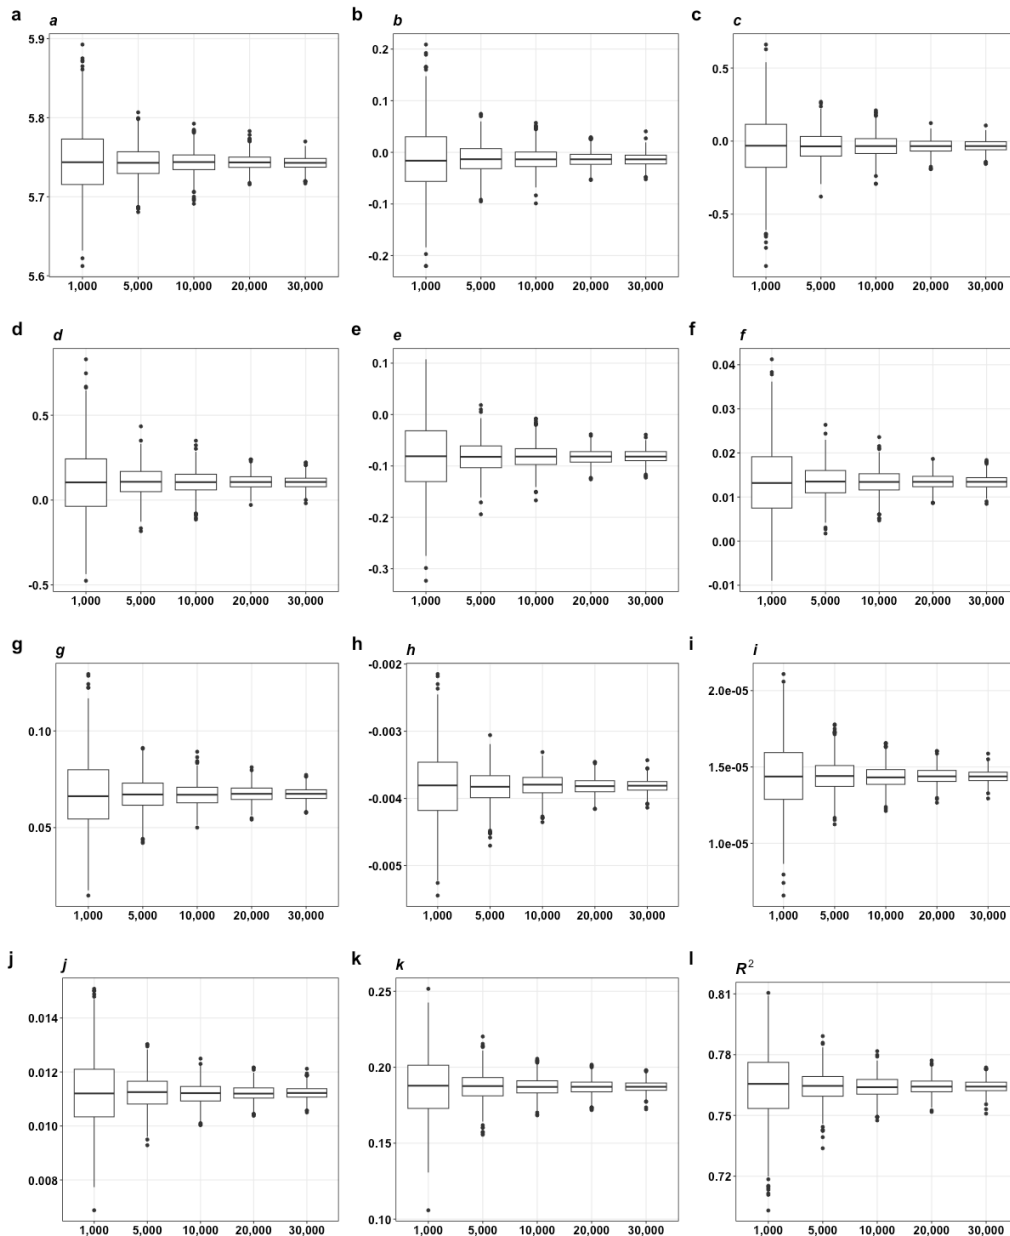 a
a
5.9
5.8
5.7
5.6
1,000 5,000 10,000 20,000 30,000
b
b
0.2
0.1
0.0
-0.1
-0.2
1,000 5,000 10,000 20,000 30,000
c
c
0.5
0.0
-0.5
1,000 5,000 10,000 20,000 30,000
d
d
0.5
0.0
-0.5
1,000 5,000 10,000 20,000 30,000
e
e
0.1
0.0
-0.1
-0.2
-0.3
1,000 5,000 10,000 20,000 30,000
f
f
0.04
0.03
0.02
0.01
0.00
-0.01
1,000 5,000 10,000 20,000 30,000
g
g
0.10
0.05
1,000 5,000 10,000 20,000 30,000
h
h
-0.002
-0.003
-0.004
-0.005
1,000 5,000 10,000 20,000 30,000
i
i
2.0e-05
1.5e-05
1.0e-05
1,000 5,000 10,000 20,000 30,000
j
j
0.014
0.012
0.010
0.008
1,000 5,000 10,000 20,000 30,000
k
k
0.25
0.20
0.15
0.10
1,000 5,000 10,000 20,000 30,000
l
R²
0.81
0.78
0.75
0.72
1,000 5,000 10,000 20,000 30,000